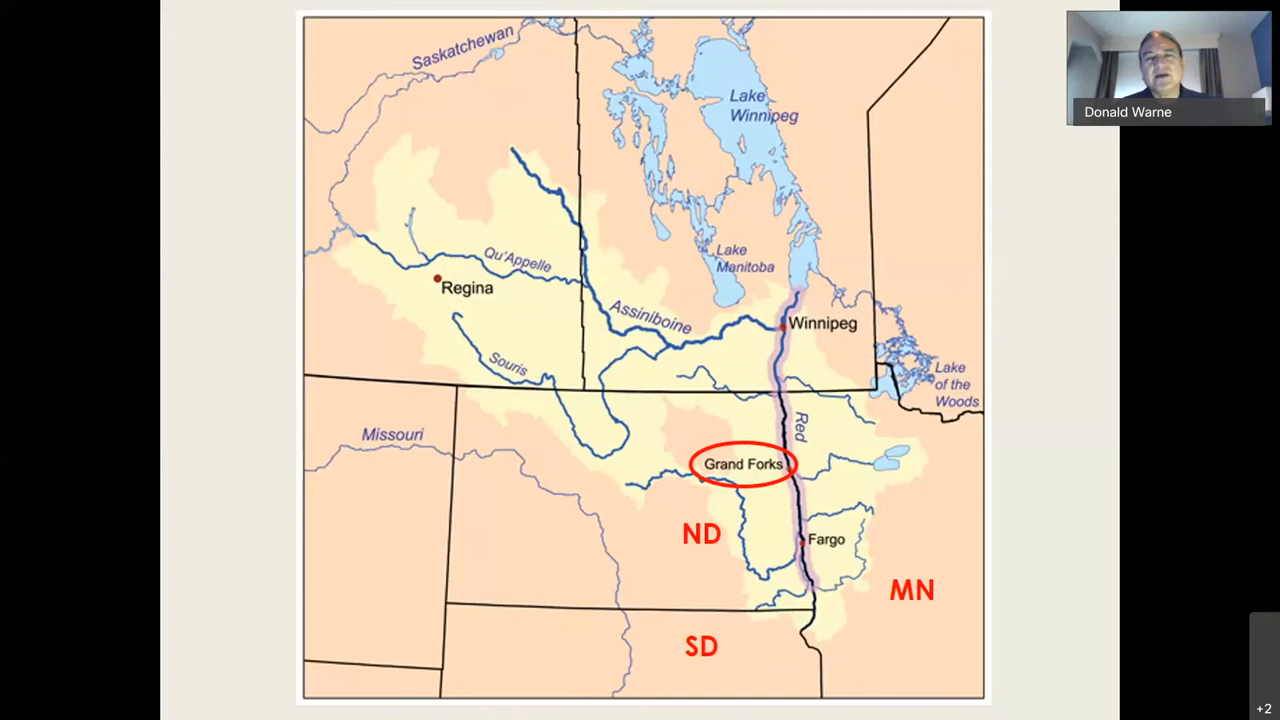 Saskatchewan
Lake
Winnipeg
Donald Warne
Qu'Appelle
Lake
Manitoba
Regina
Assiniboine
Winnipeg
Souris
Lake
of the
Woods
Missouri
Red
Grand Forks
ND
Fargo
MN
SD
+2